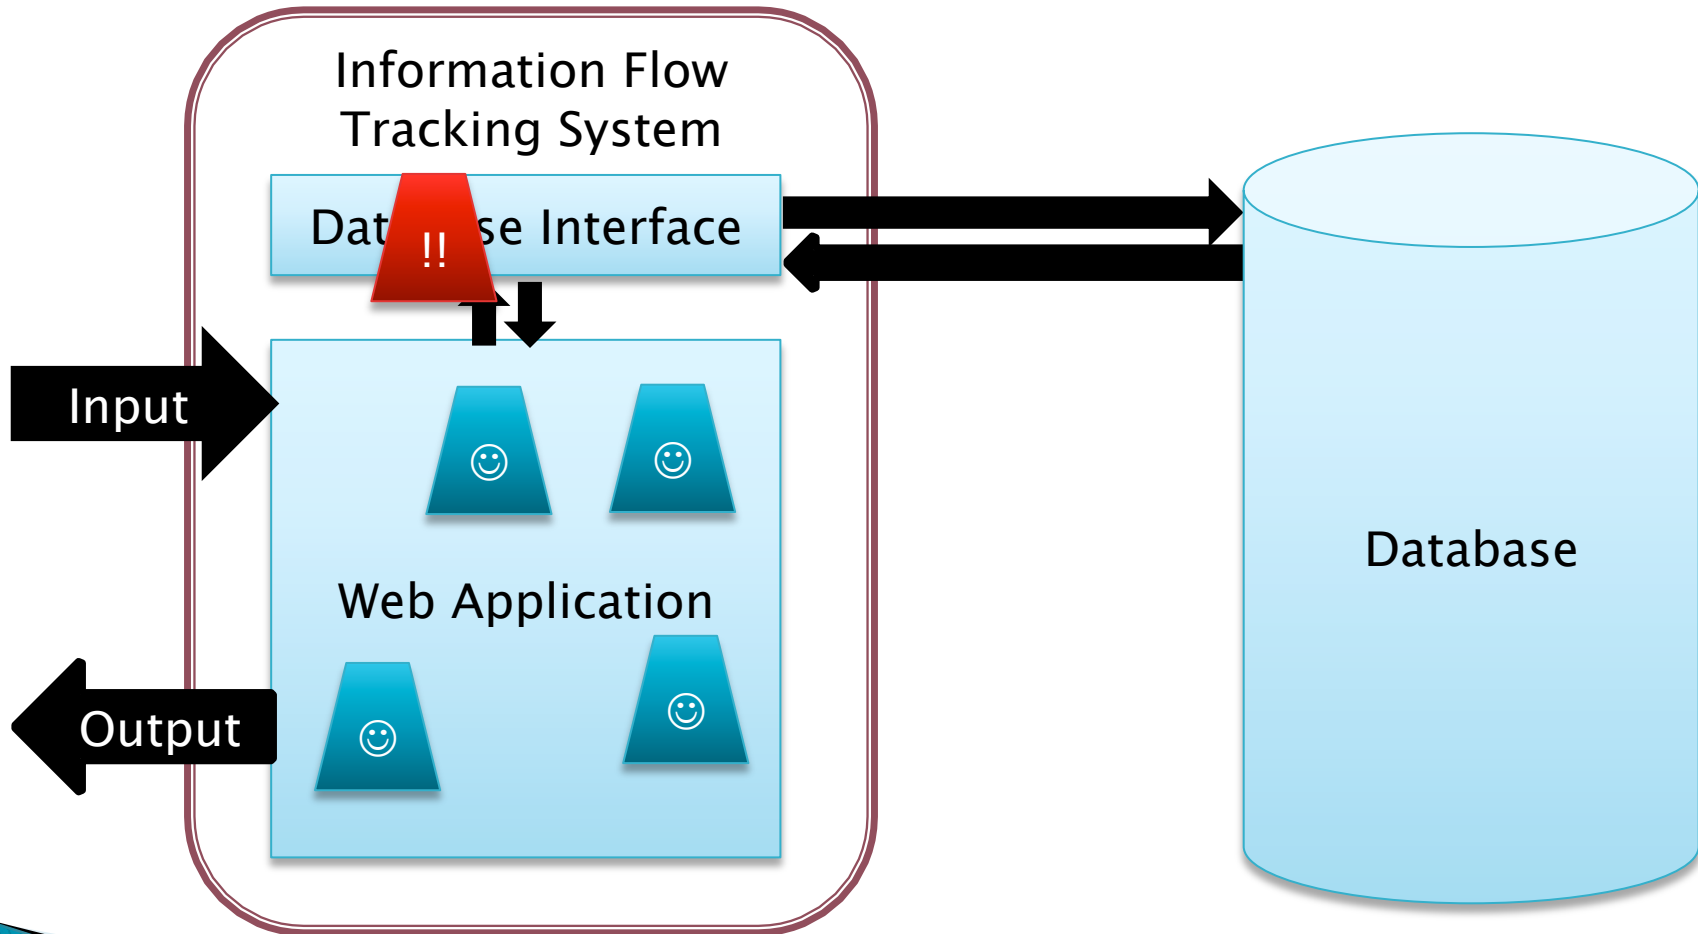 Information Flow
Tracking System
Dat se Interface
!!
Input
Web Application
Output
Database